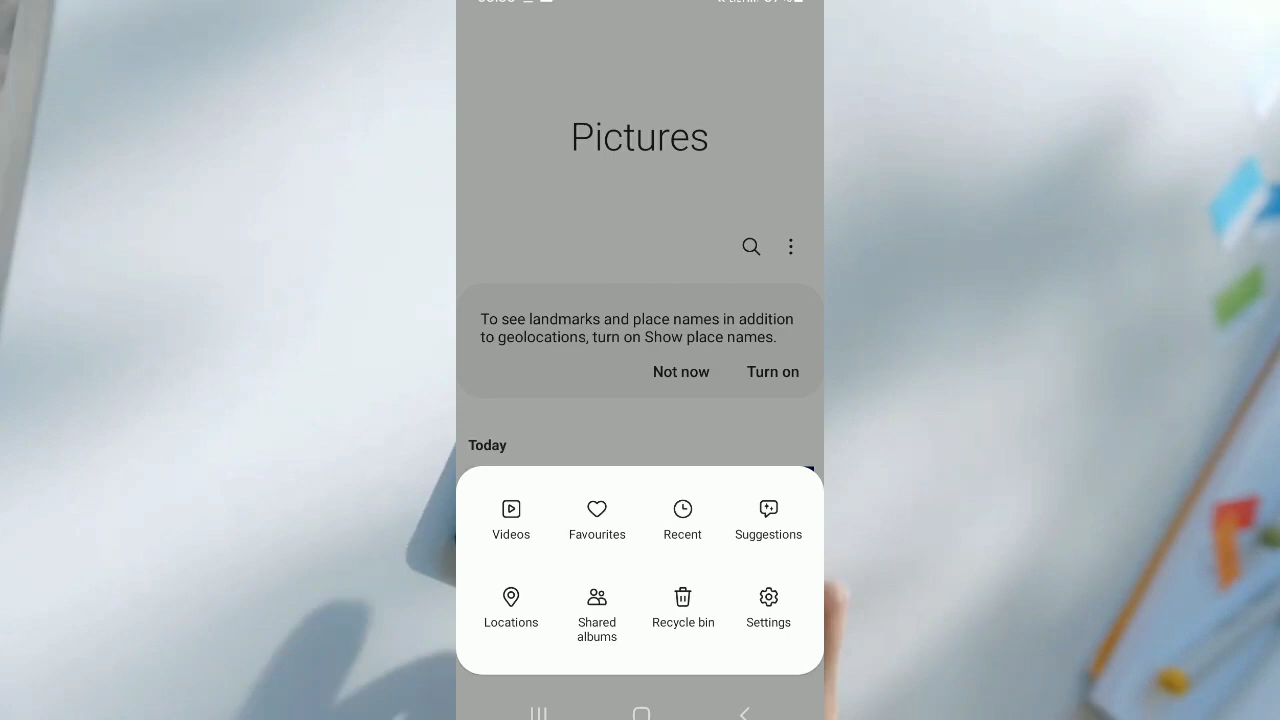 Pictures
To see landmarks and place names in addition
to geolocations, turn on Show place names.
Not now Turn on
Today
Videos Favourites Recent Suggestions
Locations Shared albums Recycle bin Settings